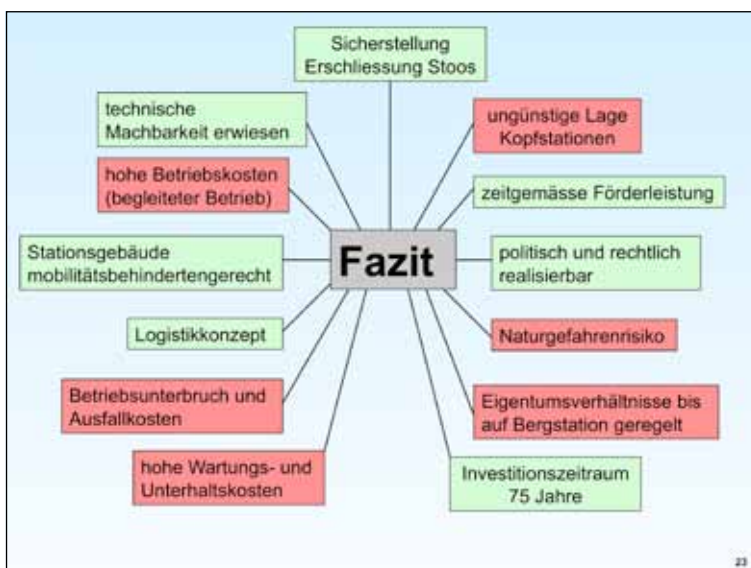 Sicherstellung
Erschliessung Stoos
technische
Machbarkeit erwiesen
ungünstige Lage
Kopfstationen
hohe Betriebskosten
(begleiteter Betrieb)
zeitgemässe Förderleistung
Stationsgebäude
mobilitätsbehindertengerecht
Fazit
politisch und rechtlich
realisierbar
Logistikkonzept
Naturgefahrenrisiko
Betriebsunterbruch und
Ausfallkosten
Eigentumsverhältnisse bis
auf Bergstation geregelt
hohe Wartungs- und
Unterhaltskosten
Investitionszeitraum
75 Jahre
23